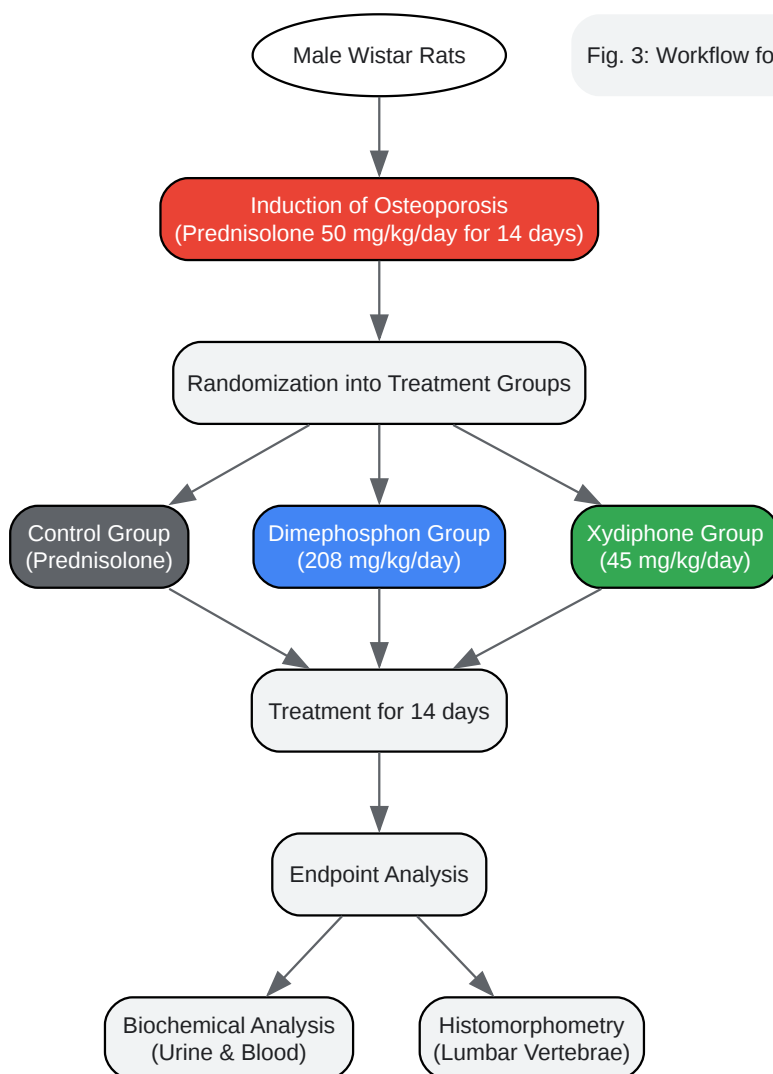 Male Wistar Rats
Fig. 3: Workflow fo
Induction of Osteoporosis
(Prednisolone 50 mg/kg/day for 14 days)
Randomization into Treatment Groups
Control Group
(Prednisolone)
Dimephosphon Group
(208 mg/kg/day)
Xydiphone Group
(45 mg/kg/day)
Treatment for 14 days
Endpoint Analysis
Biochemical Analysis
(Urine & Blood)
Histomorphometry
(Lumbar Vertebrae)